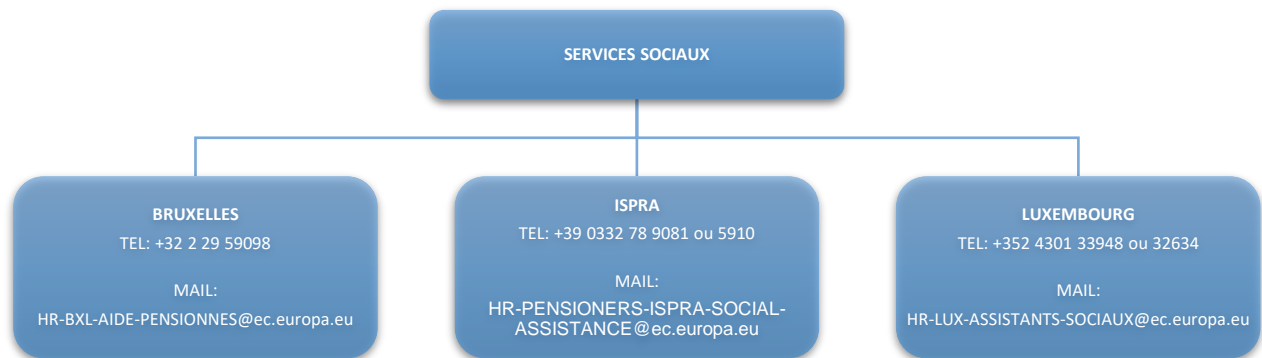 SERVICES SOCIAUX
BRUXELLES
TEL: +32 2 29 59098
MAIL:
HR-BXL-AIDE-PENSIONNES@ec.europa.eu
ISPRA
TEL: +39 0332 78 9081 ou 5910
MAIL:
HR-PENSIONERS-ISPRA-SOCIAL-
ASSISTANCE@ec.europa.eu
LUXEMBOURG
TEL: +352 4301 33948 ou 32634
MAIL:
HR-LUX-ASSISTANTS-SOCIAUX@ec.europa.eu